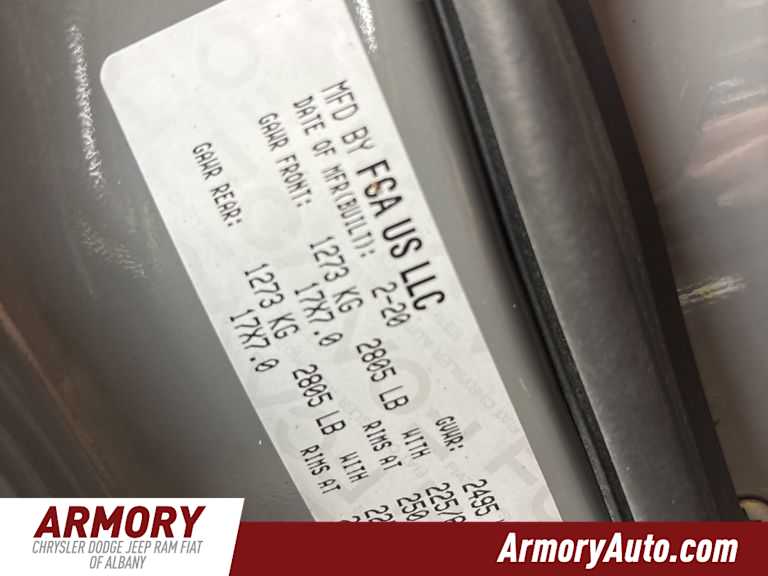 MFD BY FCA US LLC
DATE OF MFR(BUILT): 2-20 GVWR: 2495
GAWR FRONT: 1273 KG 2805 LB WITH
17X7.0 RIMS AT 250
GAWR REAR: 1273 KG 2805 LB WITH
17X7.0 RIMS AT
ARMORY
CHRYSLER DODGE JEEP RAM FIAT
OF ALBANY
ArmoryAuto.com